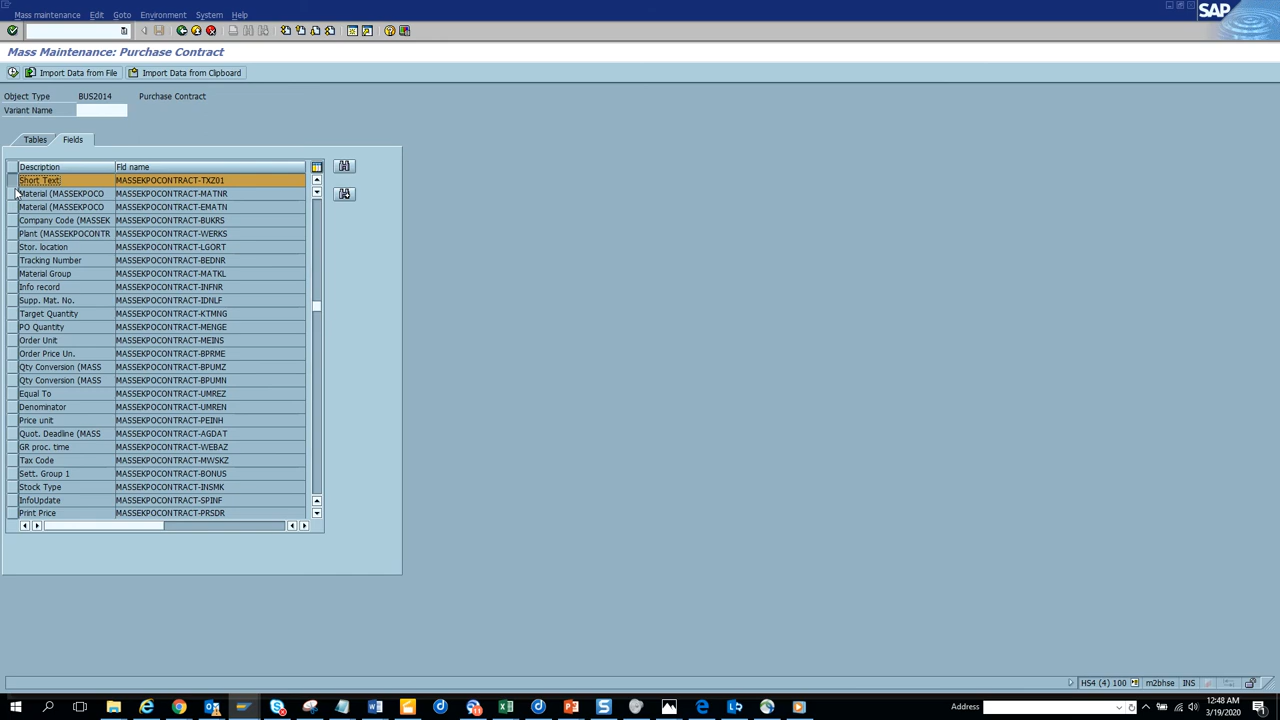 Mass maintenance Edit Goto Environment System Help
SAP
Mass Maintenance: Purchase Contract
Import Data from File Import Data from Clipboard
Object Type BUS2014 Purchase Contract
Variant Name
Tables Fields
Description Fld name
Short Text MASSEKPOCONTRACT-TXZ01
Material (MASSEKPOCO MASSEKPOCONTRACT-MATNR
Material (MASSEKPOCO MASSEKPOCONTRACT-EMATN
Company Code (MASSEK MASSEKPOCONTRACT-BUKRS
Plant (MASSEKPOCONTR MASSEKPOCONTRACT-WERKS
Stor. location MASSEKPOCONTRACT-LGORT
Tracking Number MASSEKPOCONTRACT-BEDNR
Material Group MASSEKPOCONTRACT-MATKL
Info record MASSEKPOCONTRACT-INFNR
Supp. Mat. No. MASSEKPOCONTRACT-IDNLF
Target Quantity MASSEKPOCONTRACT-KTMNG
PO Quantity MASSEKPOCONTRACT-MENGE
Order Unit MASSEKPOCONTRACT-MEINS
Order Price Un. MASSEKPOCONTRACT-BPRME
Qty Conversion (MASS MASSEKPOCONTRACT-BPUMZ
Qty Conversion (MASS MASSEKPOCONTRACT-BPUMN
Equal To MASSEKPOCONTRACT-UMREZ
Denominator MASSEKPOCONTRACT-UMREN
Price unit MASSEKPOCONTRACT-PEINH
Quot. Deadline (MASS MASSEKPOCONTRACT-AGDAT
GR proc. time MASSEKPOCONTRACT-WEBAZ
Tax Code MASSEKPOCONTRACT-MWSKZ
Sett. Group 1 MASSEKPOCONTRACT-BONUS
Stock Type MASSEKPOCONTRACT-INSMK
InfoUpdate MASSEKPOCONTRACT-SPINF
Print Price MASSEKPOCONTRACT-PRSDR
HS4 (4) 100 m2bhse INS
Address
12:48 AM
3/19/2020